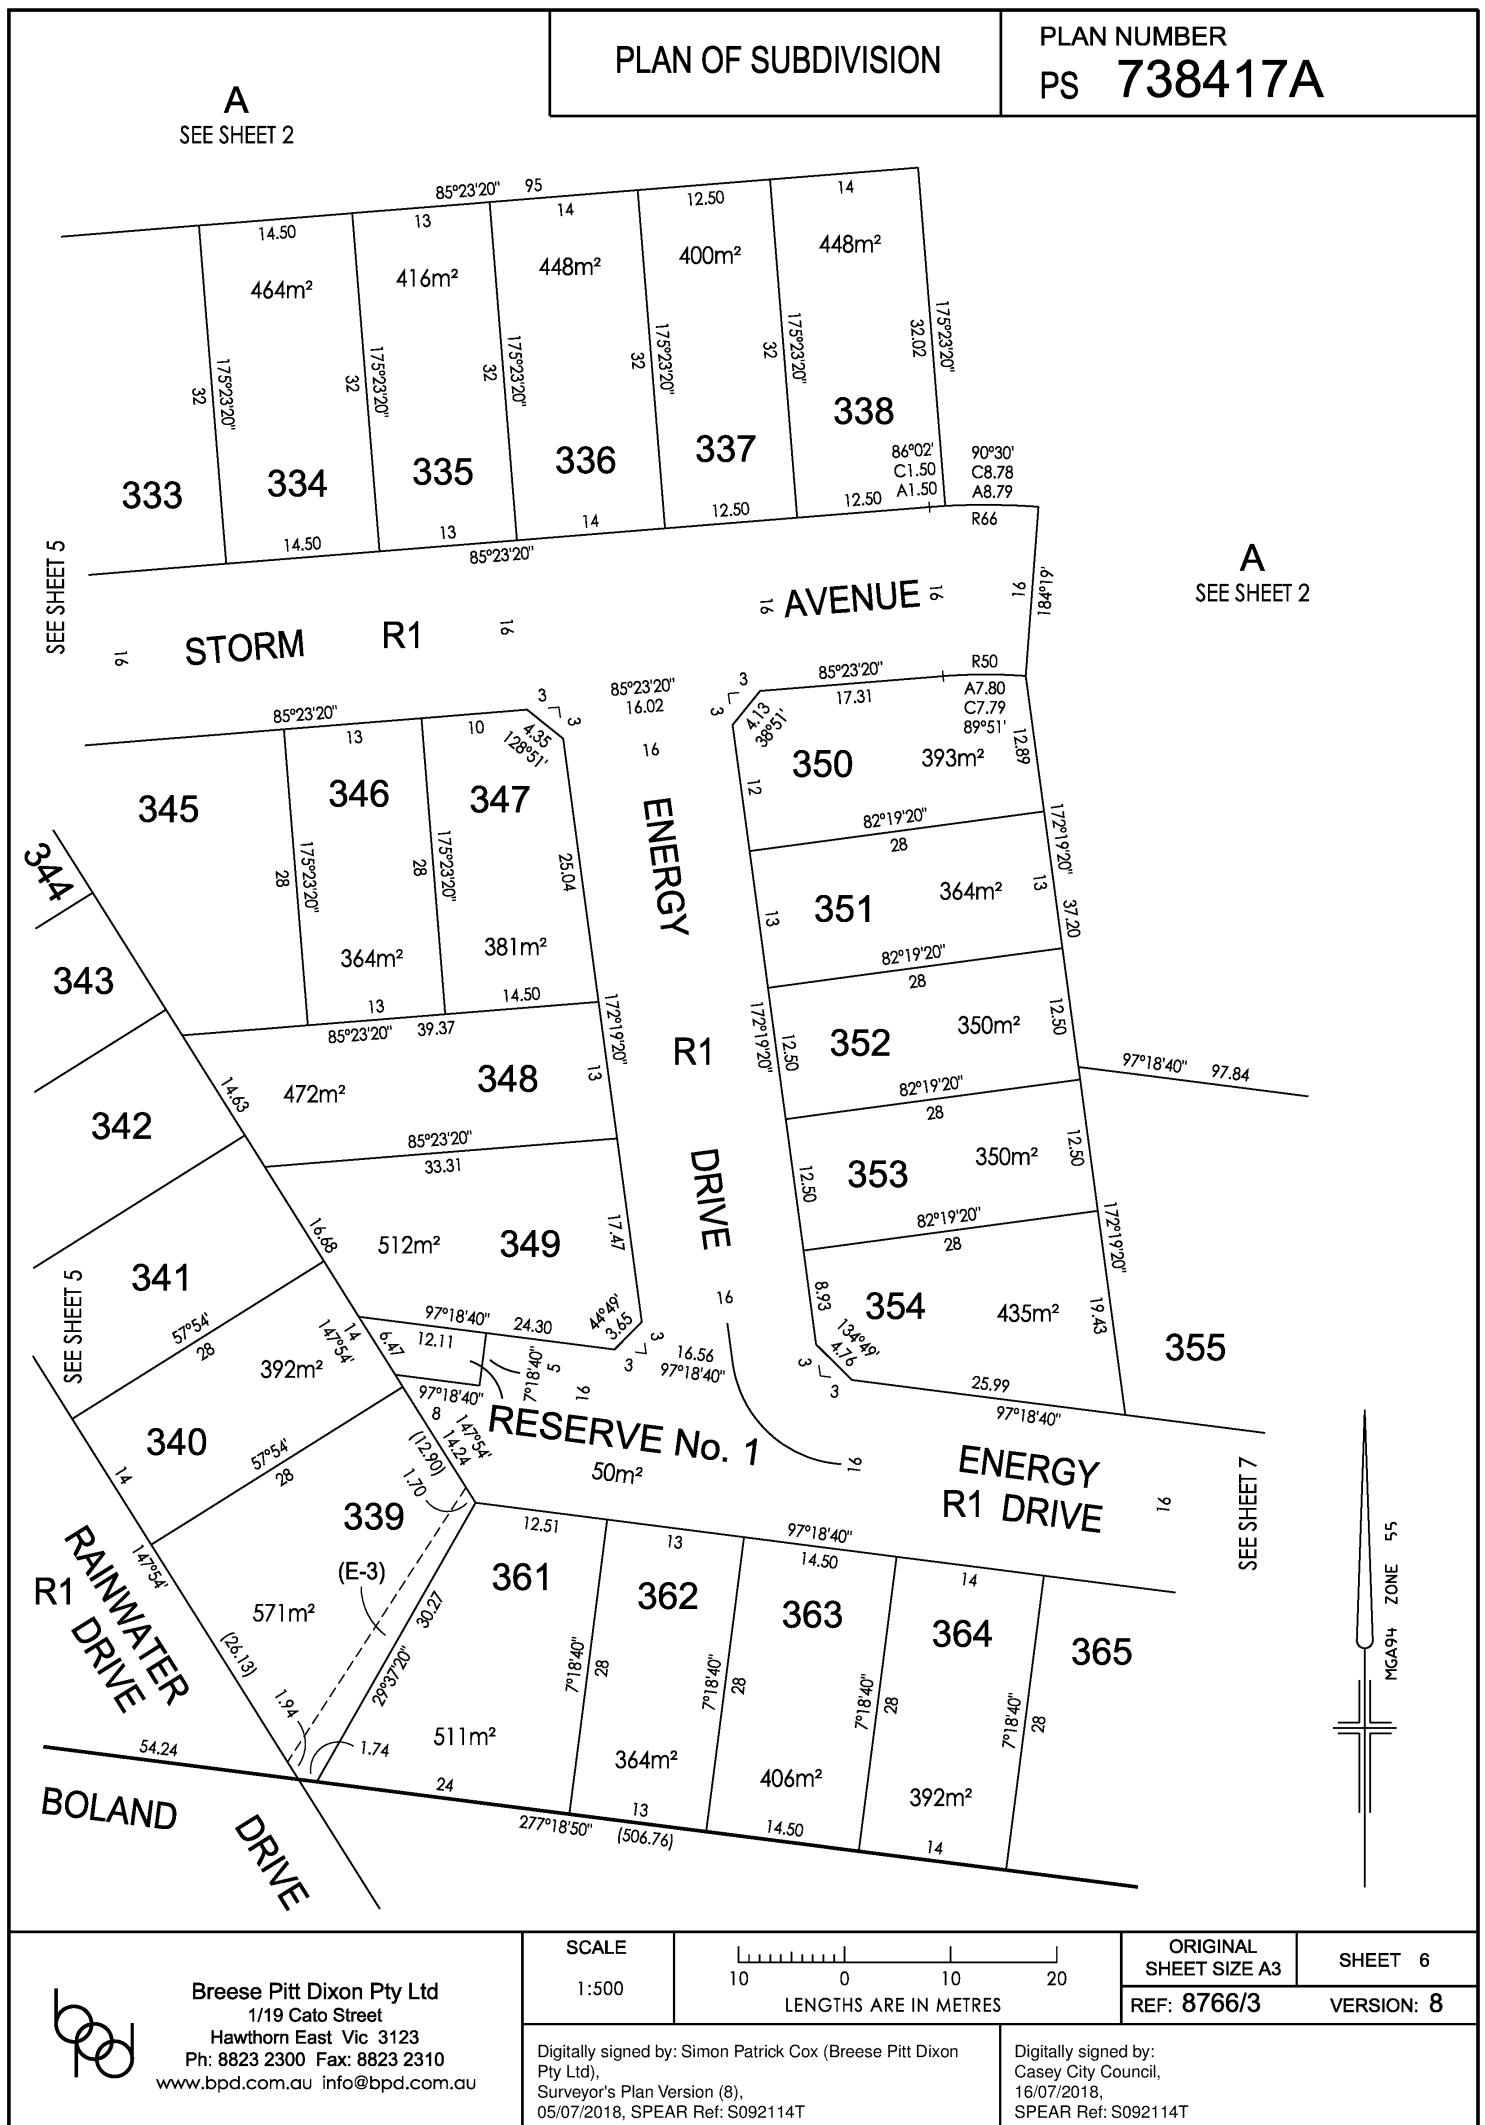 PLAN OF SUBDIVISION
PLAN NUMBER
PS 738417A
A
SEE SHEET 2
85°23'20" 95
14.50
13
14
12.50
14
464m²
416m²
448m²
400m²
448m²
32
175°23'20"
32
175°23'20"
32
175°23'20"
32
175°23'20"
32
175°23'20"
32.02
175°23'20"
333
334
335
336
337
338
86°02'
C1.50
A1.50
90°30'
C8.78
A8.79
R66
14.50
13
14
12.50
12.50
85°23'20"
SEE SHEET 5
A
SEE SHEET 2
16
STORM
R1
16
16
AVENUE
16
16
184°19'
85°23'20"
3
3
85°23'20"
16.02
3
3
85°23'20"
17.31
R50
A7.80
C7.79
89°51'
13
10
4.35
128°51'
16
4.13
38°51'
12
350
393m²
12.89
345
346
347
28
175°23'20"
28
175°23'20"
25.04
364m²
381m²
13
14.50
ENERGY
82°19'20"
28
172°19'20"
37.20
351
364m²
13
13
82°19'20"
28
344
343
342
341
340
339
85°23'20" 39.37
172°19'20"
13
14.63
472m²
348
85°23'20"
33.31
R1
172°19'20"
12.50
352
350m²
12.50
82°19'20"
28
97°18'40" 97.84
353
350m²
12.50
12.50
82°19'20"
28
172°19'20"
DRIVE
16.68
512m²
349
17.47
SEE SHEET 5
57°54'
28
97°18'40"
24.30
44°49'
3.65
3
3
16
16.56
97°18'40"
8.93
354
435m²
19.43
134°49'
4.76
3
3
355
25.99
97°18'40"
14
147°54'
6.47
12.11
7°18'40"
5
16
97°18'40"
8
392m²
14
57°54'
28
147°54'
14.24
(12.90)
1.70
RESERVE No. 1
50m²
16
ENERGY
R1 DRIVE
16
SEE SHEET 7
RAINWATER
R1
DRIVE
147°54'
(E-3)
571m²
(26.13)
1.94
30.27
29°37'20"
1.74
12.51
13
97°18'40"
14.50
14
361
362
363
364
365
7°18'40"
28
7°18'40"
28
7°18'40"
28
7°18'40"
28
511m²
364m²
406m²
392m²
54.24
24
13
14.50
14
277°18'50" (506.76)
BOLAND
DRIVE
MGA94 ZONE 55
Breese Pitt Dixon Pty Ltd
1/19 Cato Street
Hawthorn East Vic 3123
Ph: 8823 2300 Fax: 8823 2310
www.bpd.com.au info@bpd.com.au
bpd
SCALE
1:500
10 0 10 20
LENGTHS ARE IN METRES
ORIGINAL
SHEET SIZE A3
SHEET 6
REF: 8766/3
VERSION: 8
Digitally signed by: Simon Patrick Cox (Breese Pitt Dixon
Pty Ltd),
Surveyor's Plan Version (8),
05/07/2018, SPEAR Ref: S092114T
Digitally signed by:
Casey City Council,
16/07/2018,
SPEAR Ref: S092114T